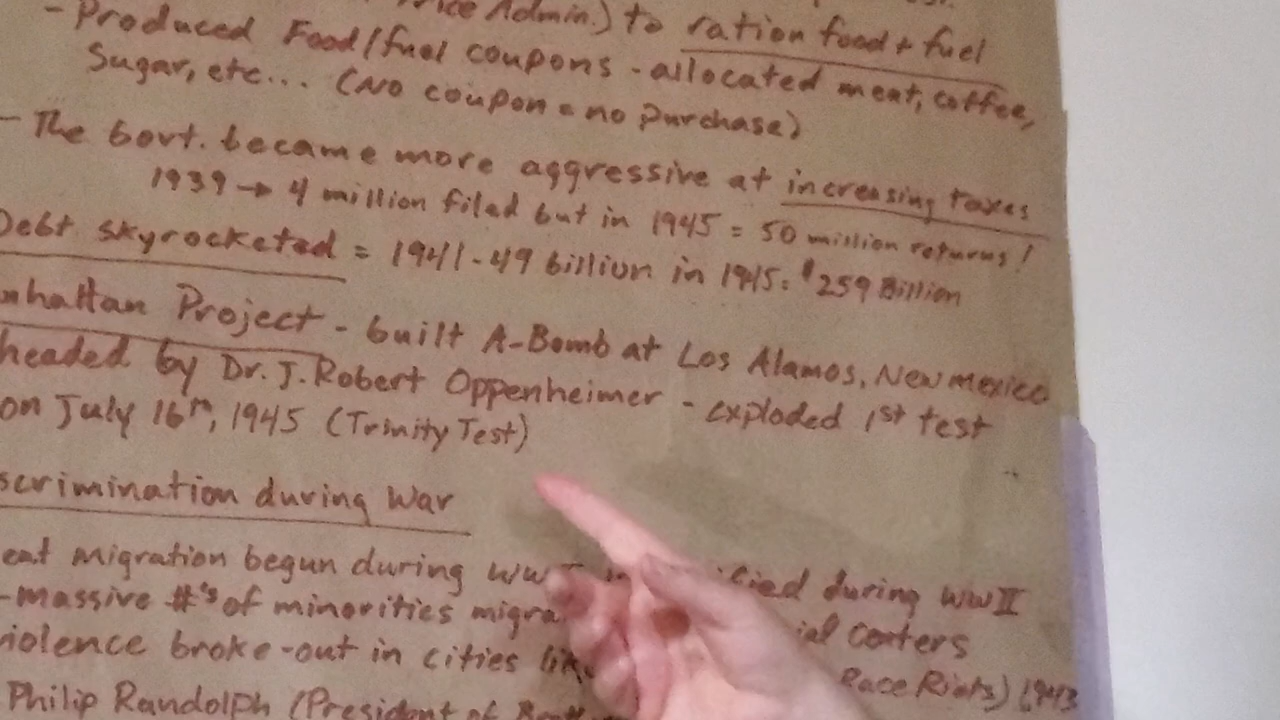 Price Admin.) to ration food + fuel
- Produced Food/fuel coupons - allocated meat, coffee,
Sugar, etc... (No coupon = no purchase)
- The Govt. became more aggressive at increasing taxes
1939 → 4 million filed but in 1945 = 50 million returns!
Debt skyrocketed = 1941 - 49 billion in 1945: $259 Billion
nhattan Project - built A-Bomb at Los Alamos, New mexico
headed by Dr. J. Robert Oppenheimer - exploded 1st test
on July 16th, 1945 (Trinity Test)
scrimination during War
eat migration begun during WW ified during WWII
- massive #'s of minorities migra ial centers
iolence broke-out in cities lik Race Riots) (1943
Philip Randolph (President of